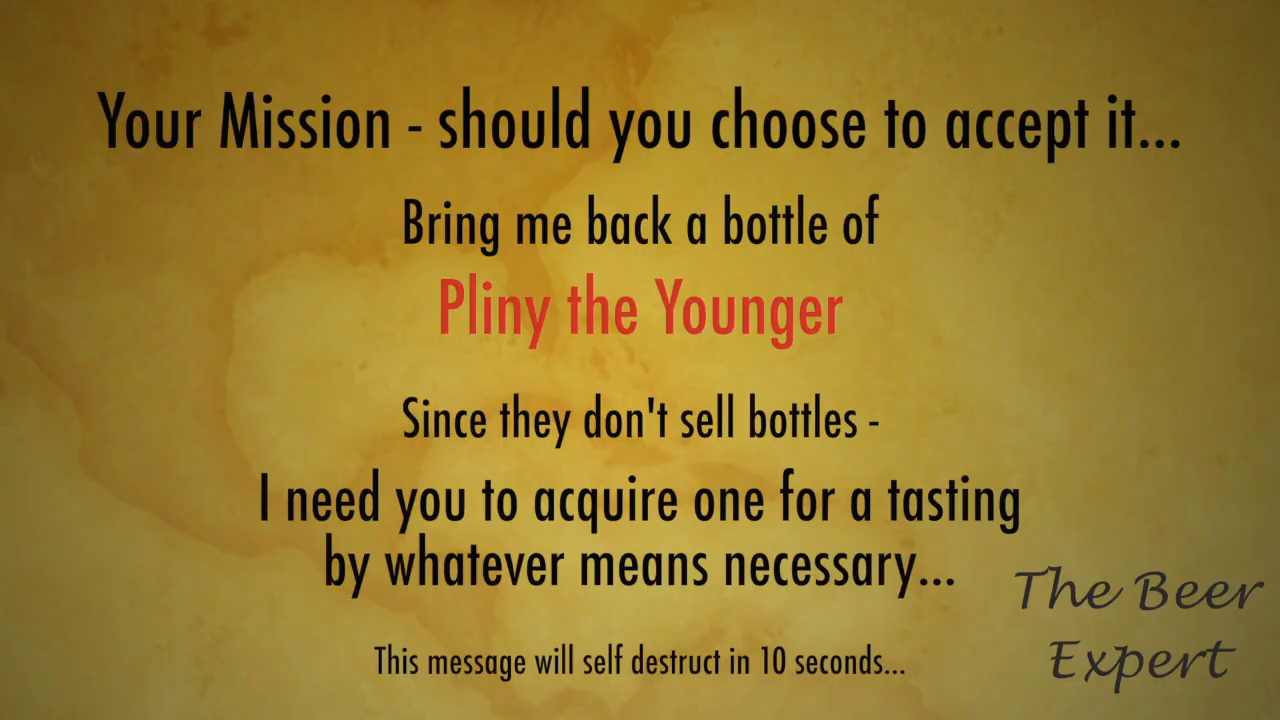 Your Mission - should you choose to accept it...
Bring me back a bottle of
Pliny the Younger
Since they don't sell bottles -
I need you to acquire one for a tasting
by whatever means necessary...
This message will self destruct in 10 seconds...
The Beer
Expert